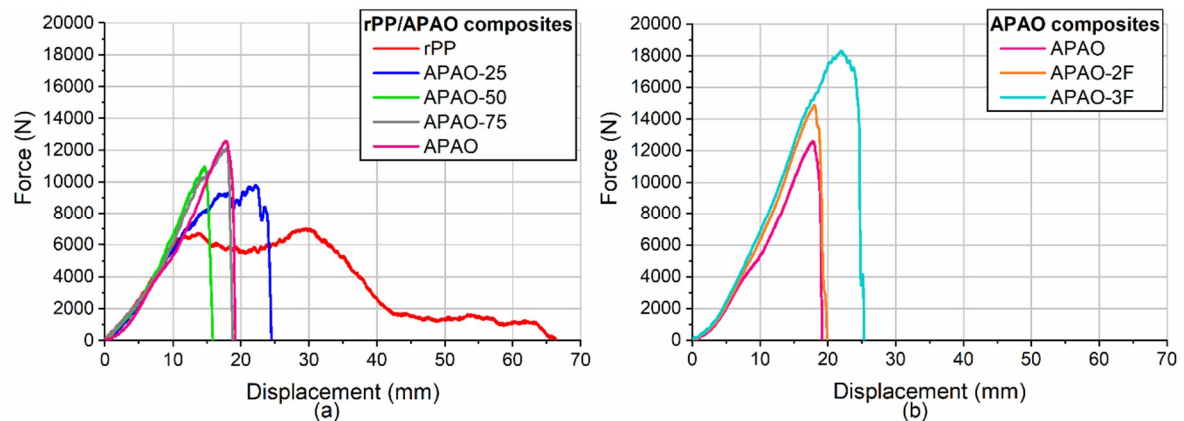 rPP/APAO composites
rPP
APAO-25
APAO-50
APAO-75
APAO
20000
18000
16000
14000
12000
10000
8000
6000
4000
2000
0
Force (N)
0 10 20 30 40 50 60 70
Displacement (mm)
(a)
APAO composites
APAO
APAO-2F
APAO-3F
20000
18000
16000
14000
12000
10000
8000
6000
4000
2000
0
Force (N)
0 10 20 30 40 50 60 70
Displacement (mm)
(b)